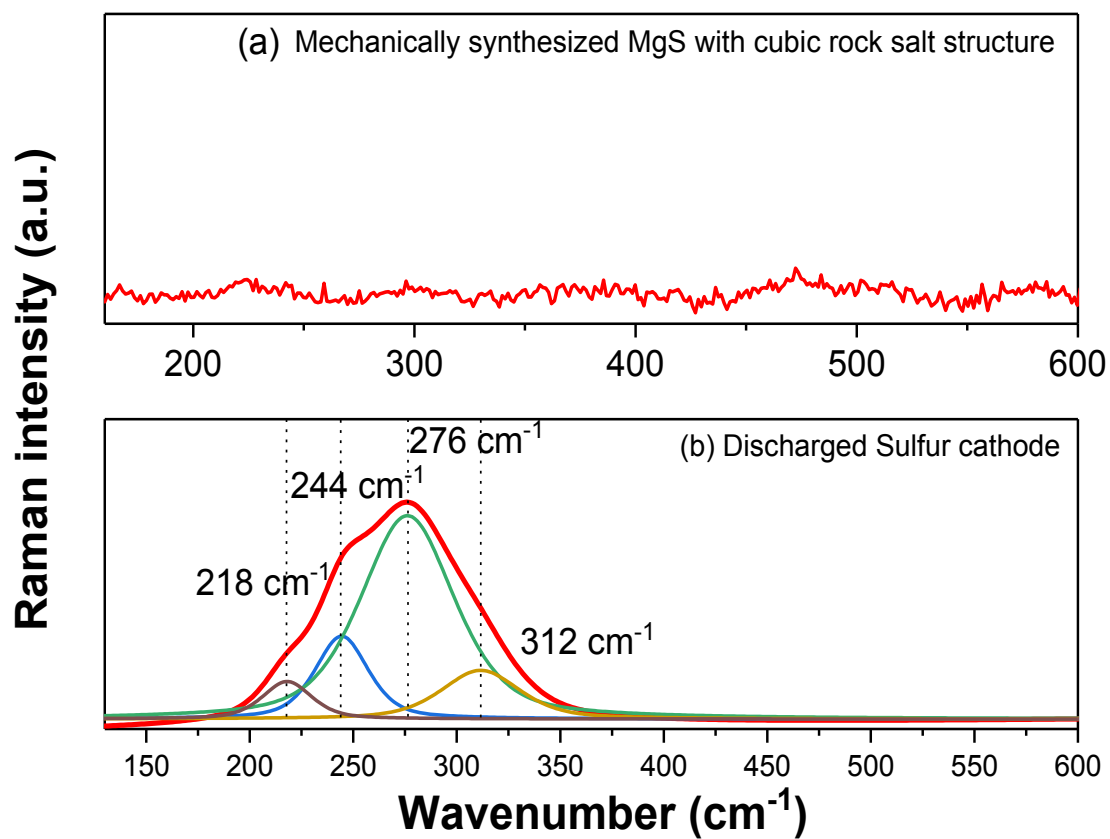 Raman intensity (a.u.)
(a) Mechanically synthesized MgS with cubic rock salt structure
200 300 400 500 600
276 cm⁻¹
(b) Discharged Sulfur cathode
244 cm⁻¹
218 cm⁻¹
312 cm⁻¹
150 200 250 300 350 400 450 500 550 600
Wavenumber (cm⁻¹)